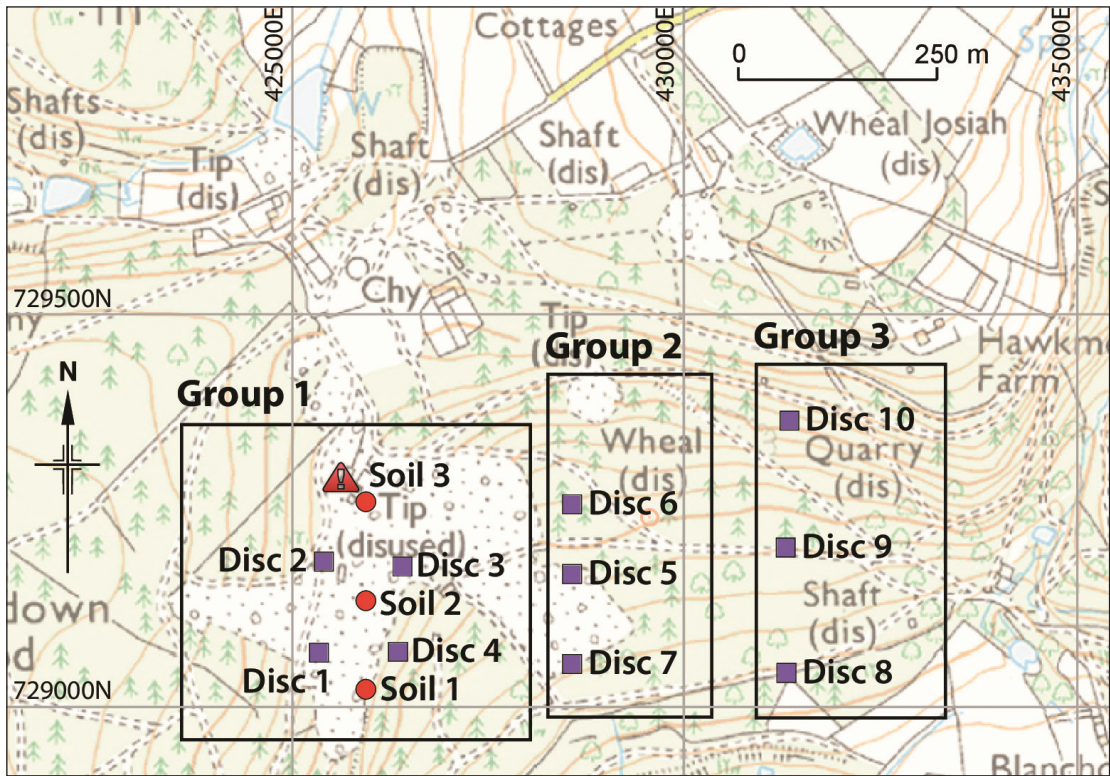 Cottages
425000E
430000E
435000E
0 250 m
Spts
W
Shafts
(dis)
Tip
(dis)
Shaft
(dis)
Shaft
(dis)
Wheal Josiah
(dis)
729500N
Chy
Tip
(dis)
N
Group 1
Group 2
Group 3
Hawkm
Farm
Soil 3
Tip
(disused)
Disc 2
Disc 3
Soil 2
Disc 1
Disc 4
Soil 1
Wheal
(dis)
Disc 6
Disc 5
Disc 7
Disc 10
Quarry
(dis)
Disc 9
Shaft
(dis)
Disc 8
down
d
729000N
Blanch